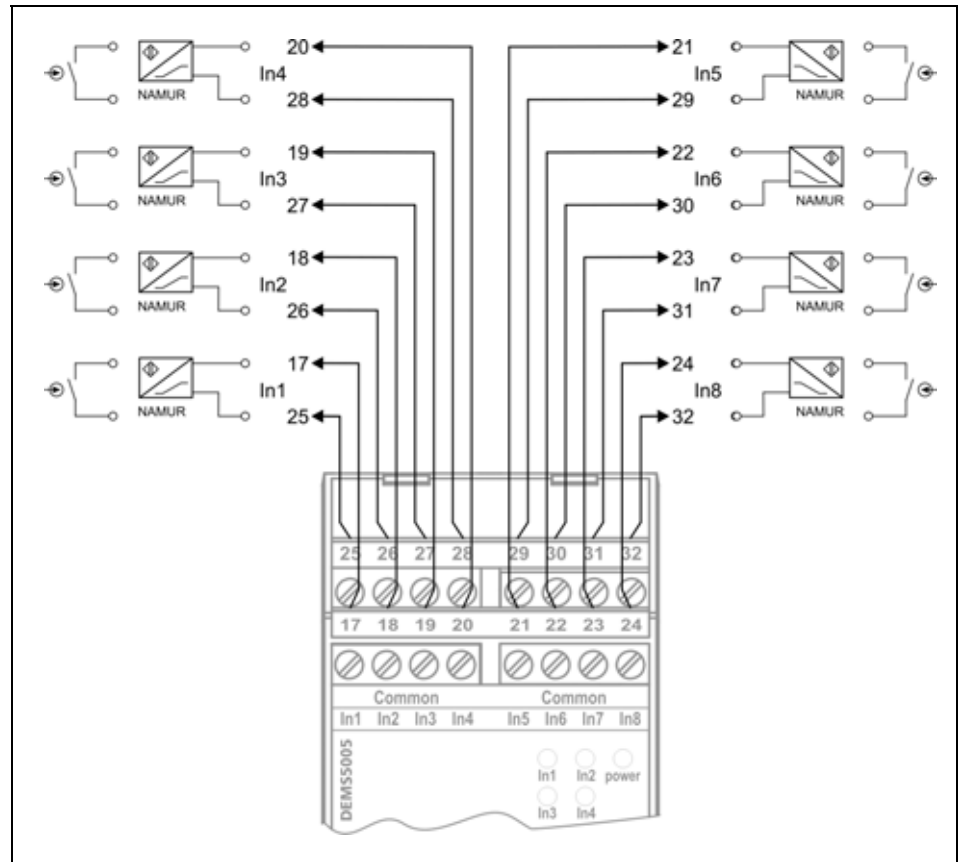 20 21
In4 In5
NAMUR NAMUR
28 29
19 22
In3 In6
NAMUR NAMUR
27 30
18 23
In2 In7
NAMUR NAMUR
26 31
17 24
In1 In8
NAMUR NAMUR
25 32
25 26 27 28 29 30 31 32
17 18 19 20 21 22 23 24
Common Common
In1 In2 In3 In4 In5 In6 In7 In8
DEMS5005
In1 In2 power
In3 In4